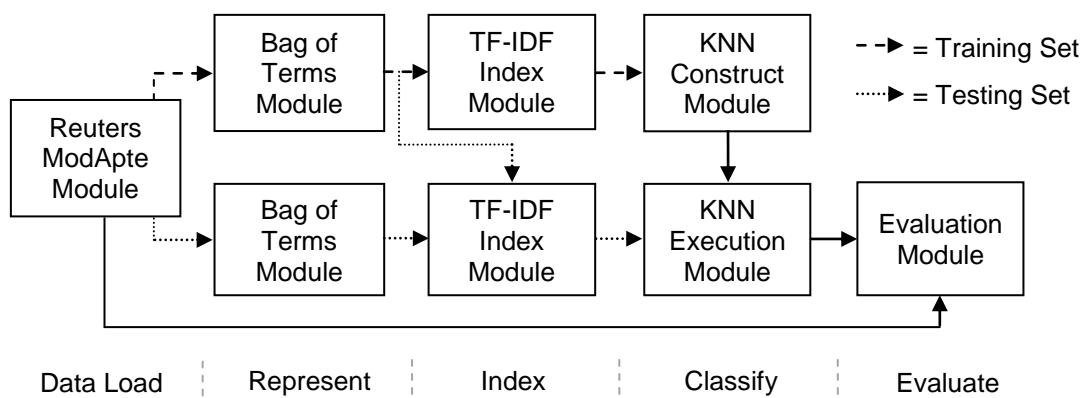 Bag of
Terms
Module
TF-IDF
Index
Module
KNN
Construct
Module
= Training Set
= Testing Set
Reuters
ModApte
Module
Bag of
Terms
Module
TF-IDF
Index
Module
KNN
Execution
Module
Evaluation
Module
Data Load
Represent
Index
Classify
Evaluate